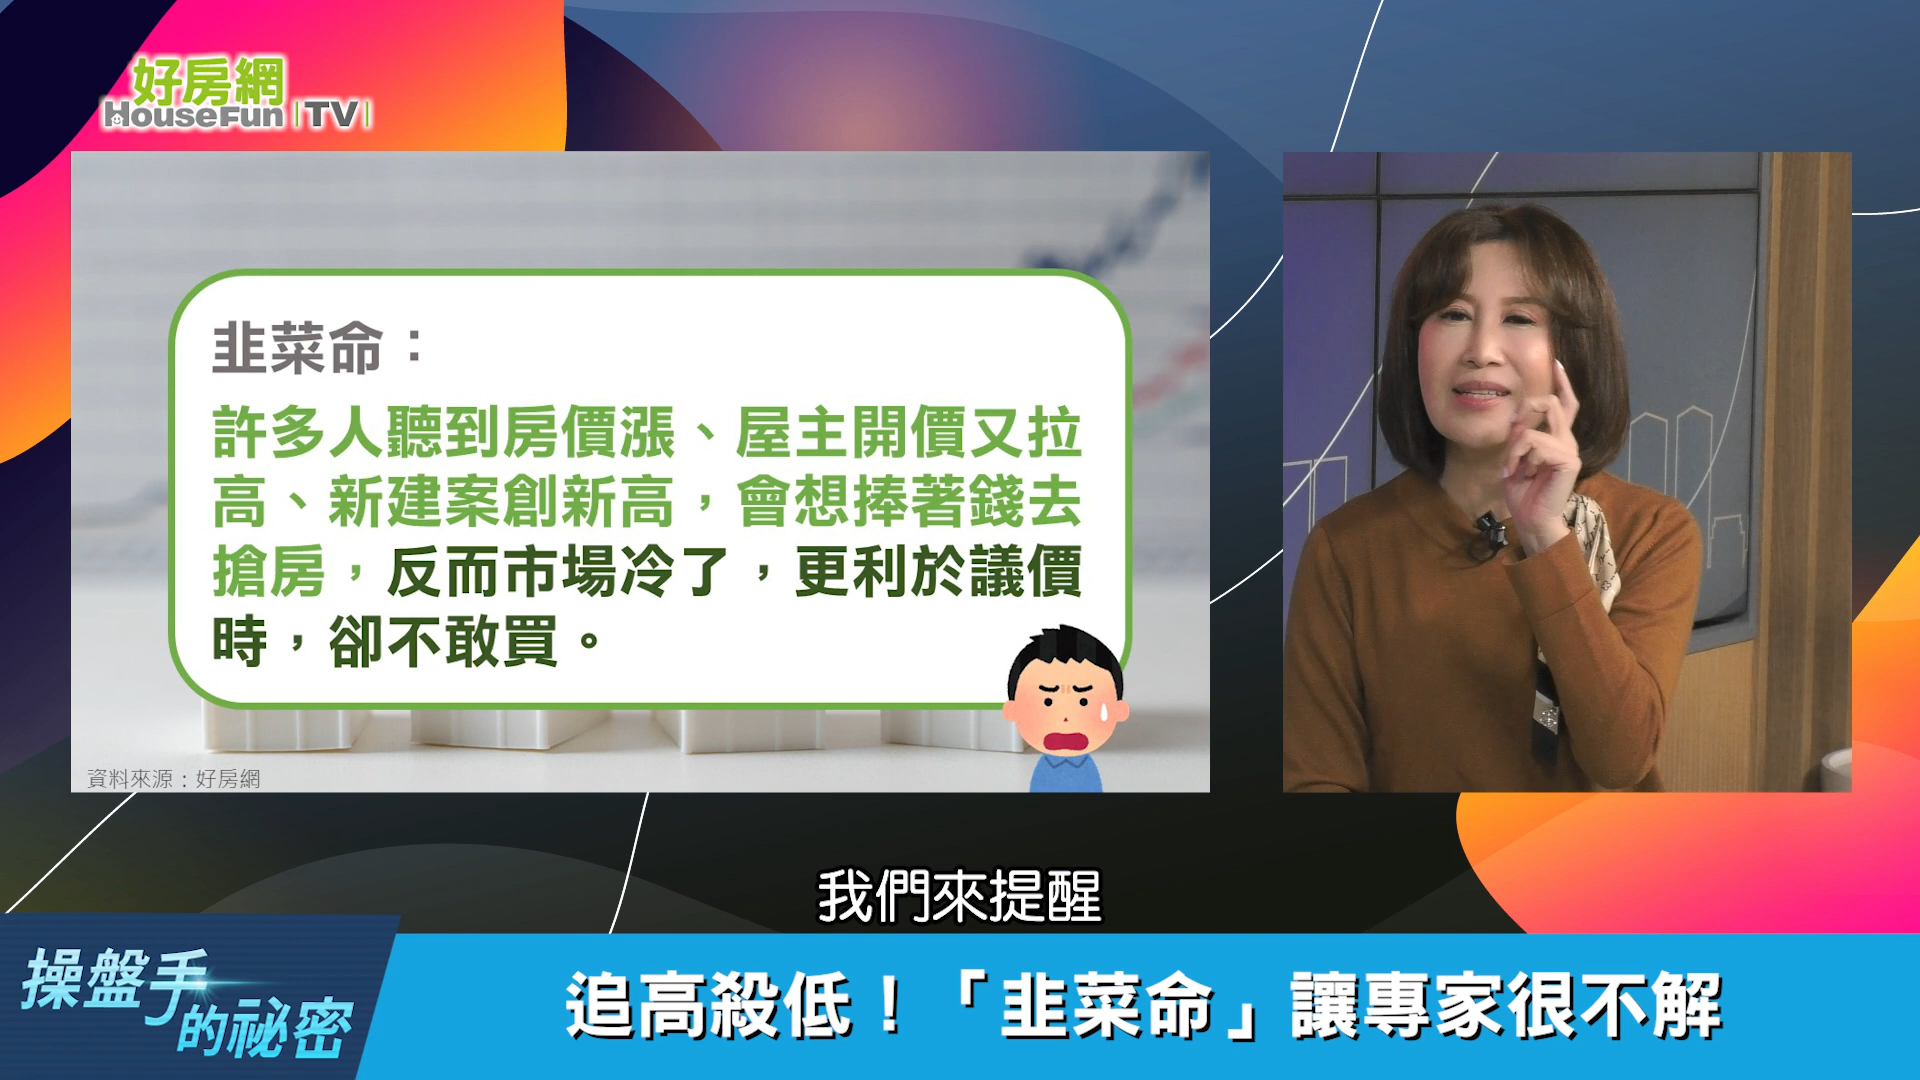 好房網
HouseFun TV
韭菜命：
許多人聽到房價漲、屋主開價又拉
高、新建案創新高，會想捧著錢去
搶房，反而市場冷了，更利於議價
時，卻不敢買。
資料來源：好房網
我們來提醒
操盤手
的祕密
追高殺低！「韭菜命」讓專家很不解